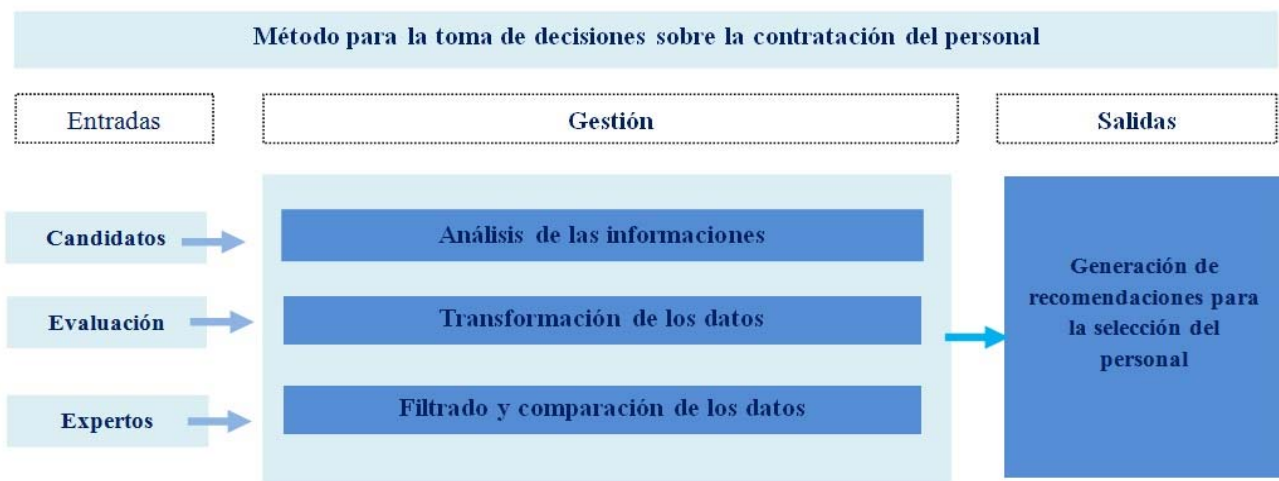 Método para la toma de decisiones sobre la contratación del personal
Entradas
Gestión
Salidas
Candidatos
Análisis de las informaciones
Evaluación
Transformación de los datos
Expertos
Filtrado y comparación de los datos
Generación de
recomendaciones para
la selección del
personal